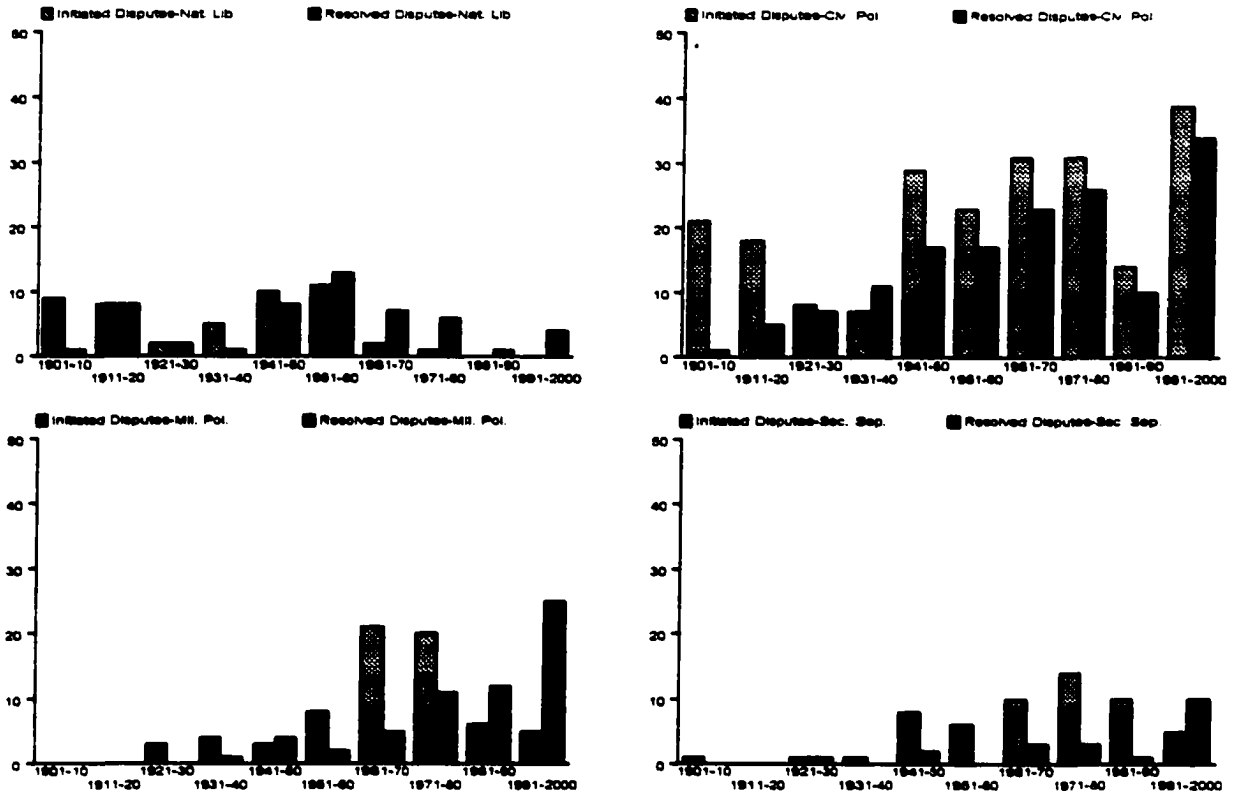 Initiated Disputes-Nat. Lib Resolved Disputes-Nat. Lib
50
40
30
20
10
0
1901-10 1921-30 1941-50 1961-70 1981-90
1911-20 1931-40 1951-60 1971-80 1991-2000
Initiated Disputes-Civ. Pol Resolved Disputes-Civ. Pol
50
40
30
20
10
0
1901-10 1921-30 1941-50 1961-70 1981-90
1911-20 1931-40 1951-60 1971-80 1991-2000
Initiated Disputes-Mil. Pol. Resolved Disputes-Mil. Pol.
50
40
30
20
10
0
1901-10 1921-30 1941-50 1961-70 1981-90
1911-20 1931-40 1951-60 1971-80 1991-2000
Initiated Disputes-Sec. Sep. Resolved Disputes-Sec. Sep.
50
40
30
20
10
0
1901-10 1921-30 1941-50 1961-70 1981-90
1911-20 1931-40 1951-60 1971-80 1991-2000